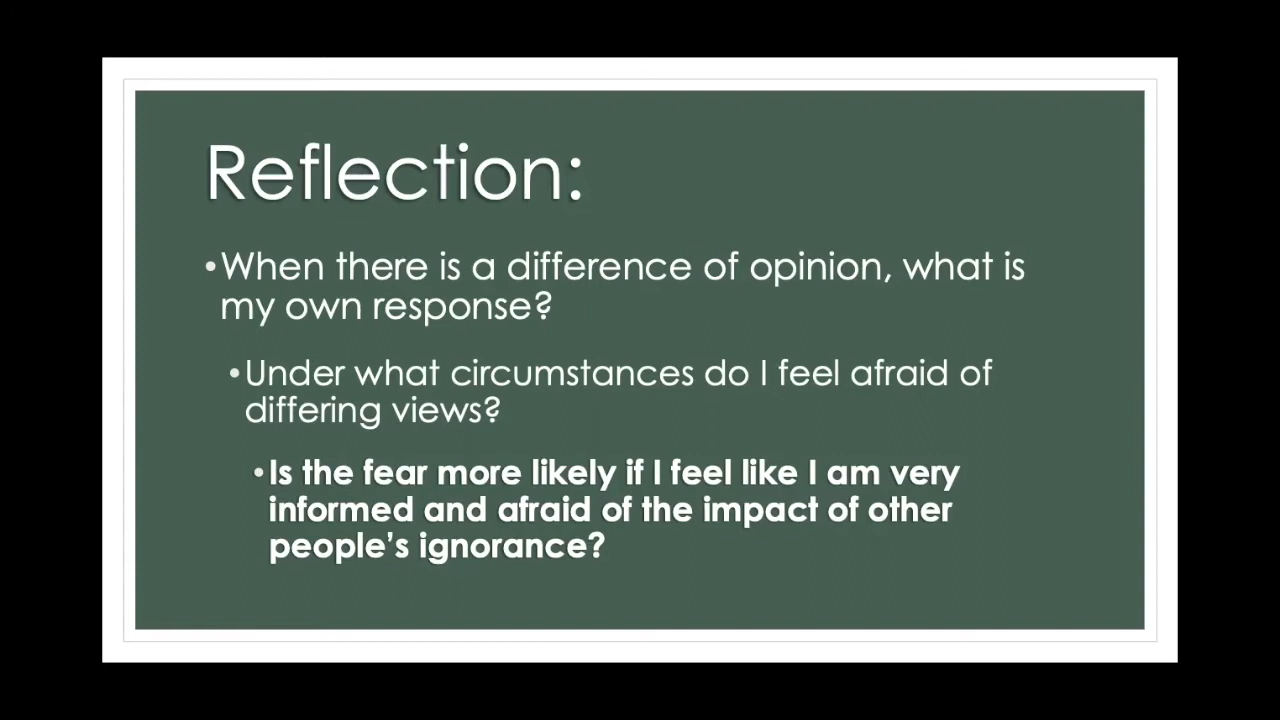 Reflection:
•When there is a difference of opinion, what is
my own response?
•Under what circumstances do I feel afraid of
differing views?
•Is the fear more likely if I feel like I am very
informed and afraid of the impact of other
people’s ignorance?